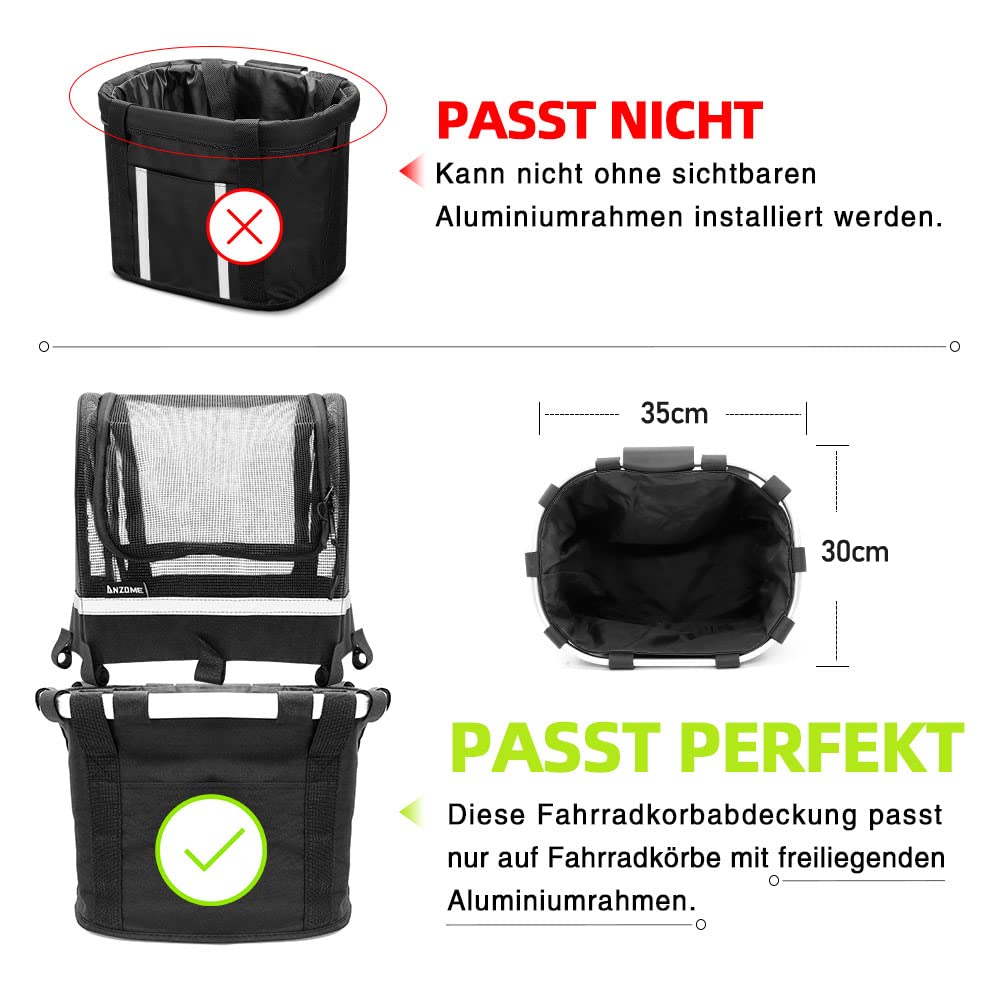 PASST NICHT
Kann nicht ohne sichtbaren
Aluminiumrahmen installiert werden.
35cm
30cm
ANZOME
PASST PERFEKT
Diese Fahrradkorbabdeckung passt
nur auf Fahrradkörbe mit freiliegenden
Aluminiumrahmen.